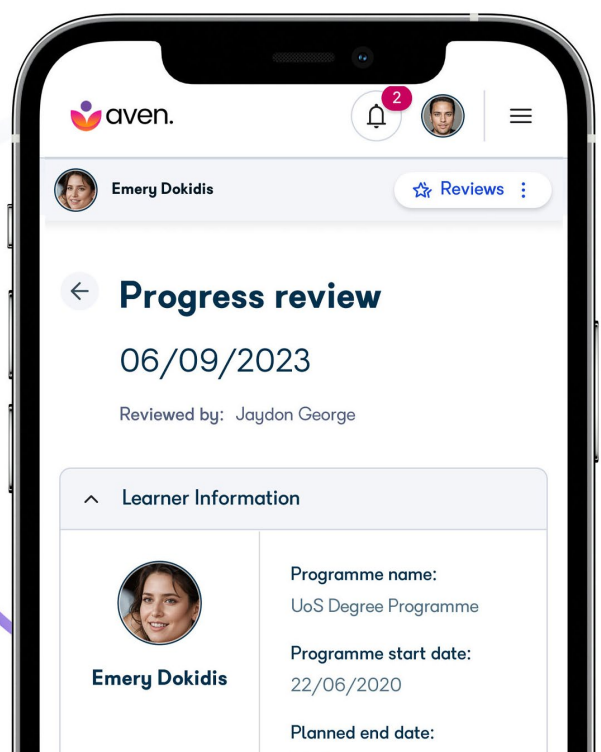 aven.
2
Emery Dokidis
Reviews
Progress review
06/09/2023
Reviewed by: Jaydon George
Learner Information
Programme name:
UoS Degree Programme
Emery Dokidis
Programme start date:
22/06/2020
Planned end date: